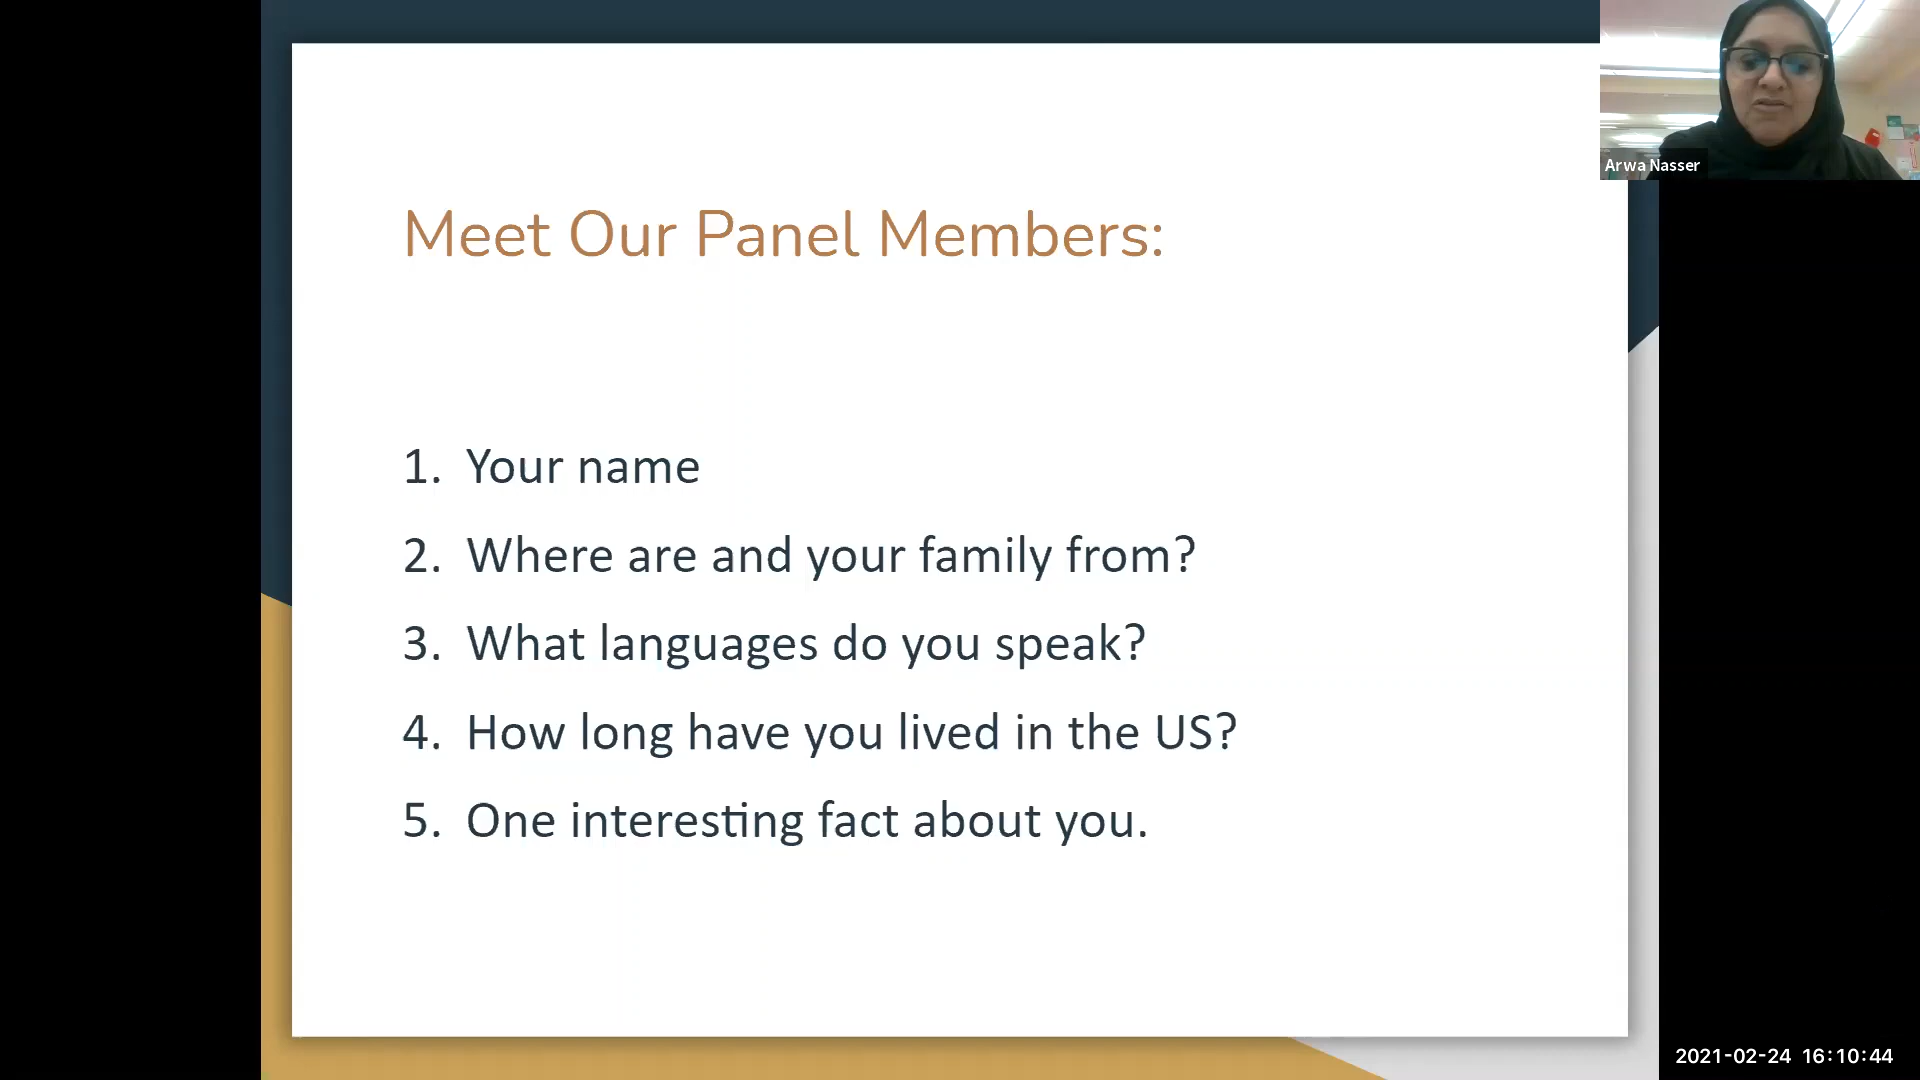 Meet Our Panel Members:
1. Your name
2. Where are and your family from?
3. What languages do you speak?
4. How long have you lived in the US?
5. One interesting fact about you.
Arwa Nasser
2021-02-24 16:10:44